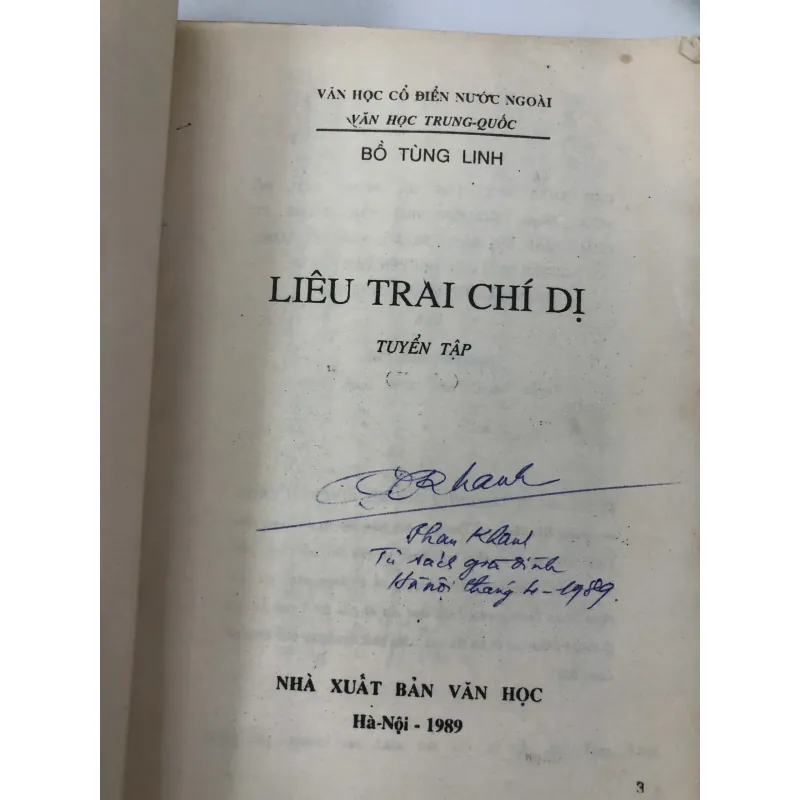 VĂN HỌC CỔ ĐIỂN NƯỚC NGOÀI
VĂN HỌC TRUNG-QUỐC
BỒ TÙNG LINH
LIÊU TRAI CHÍ DỊ
TUYỂN TẬP
Khanh
Phan Khanh
Tủ sách gia đình
Hà nội tháng 4-1989.
NHÀ XUẤT BẢN VĂN HỌC
Hà-Nội - 1989
3